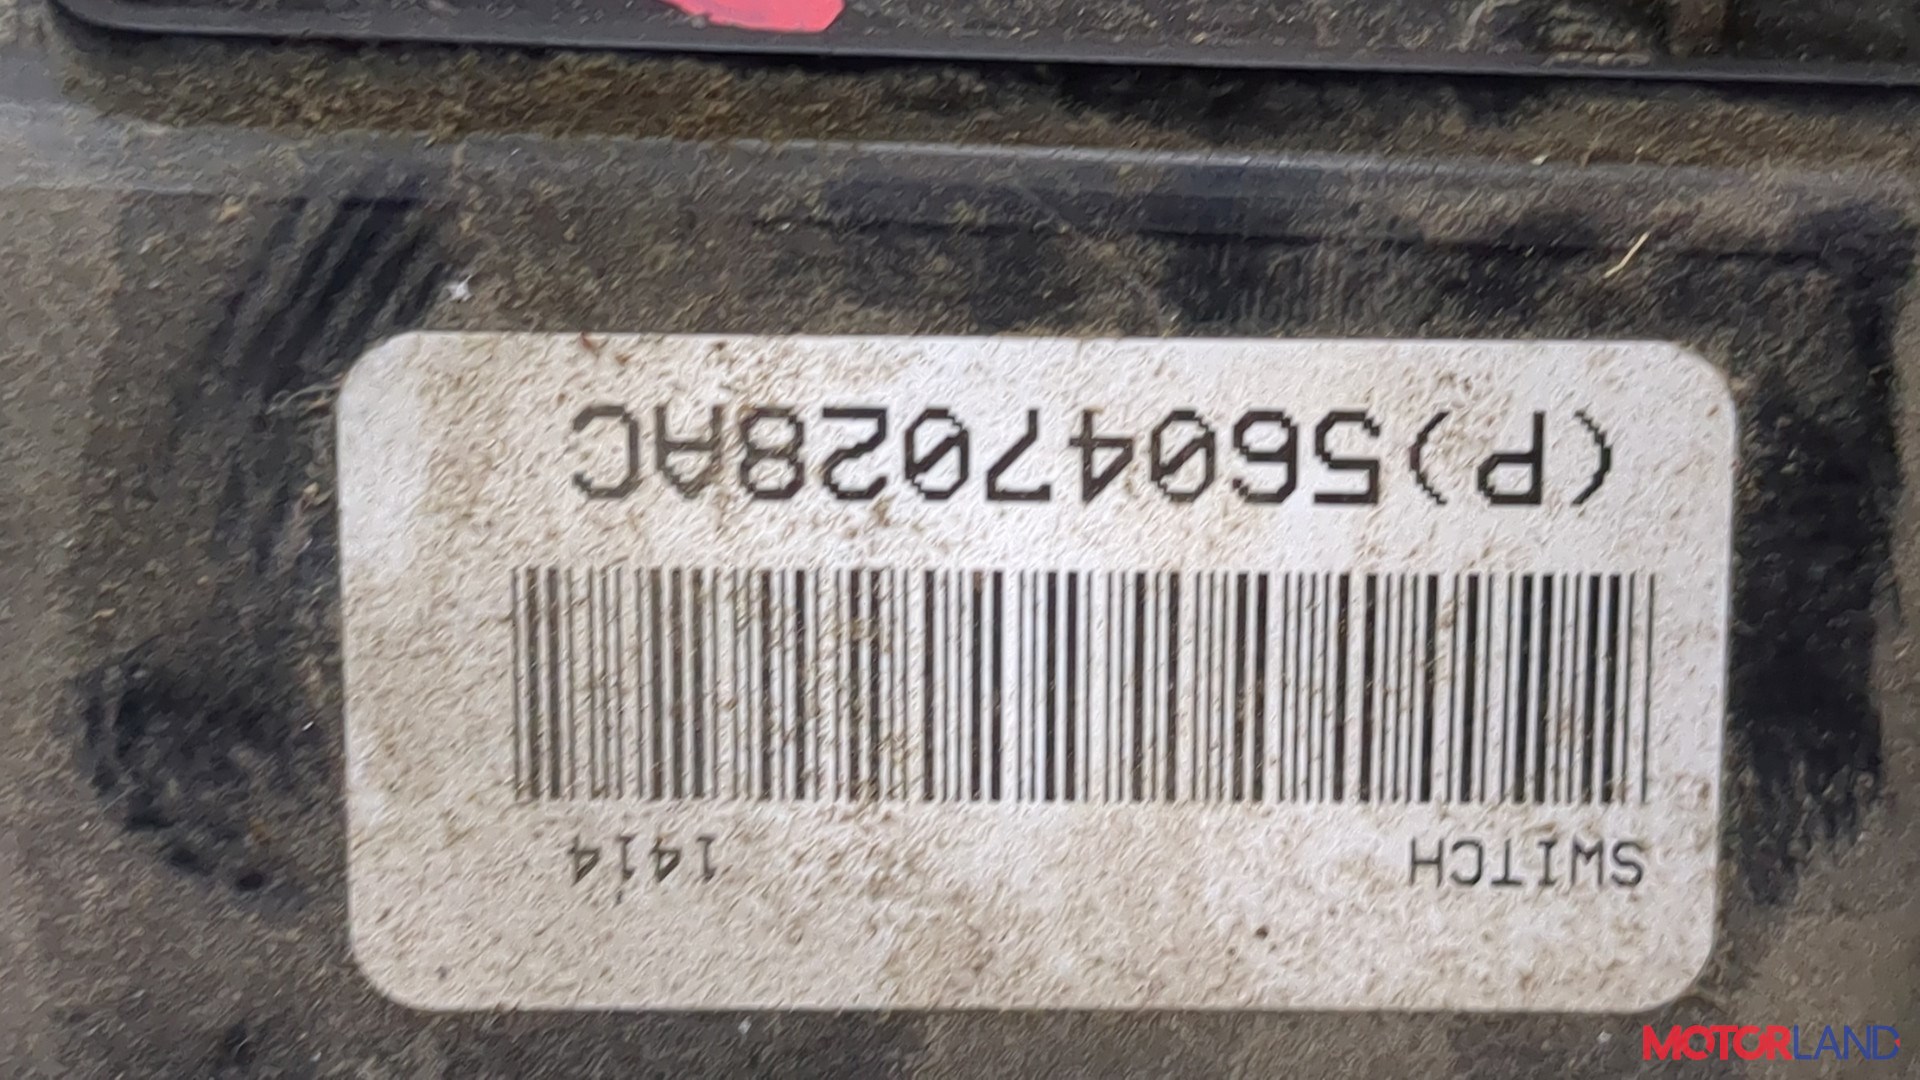 SWITCH 1414
(P)56047028AC
MOTORLAND